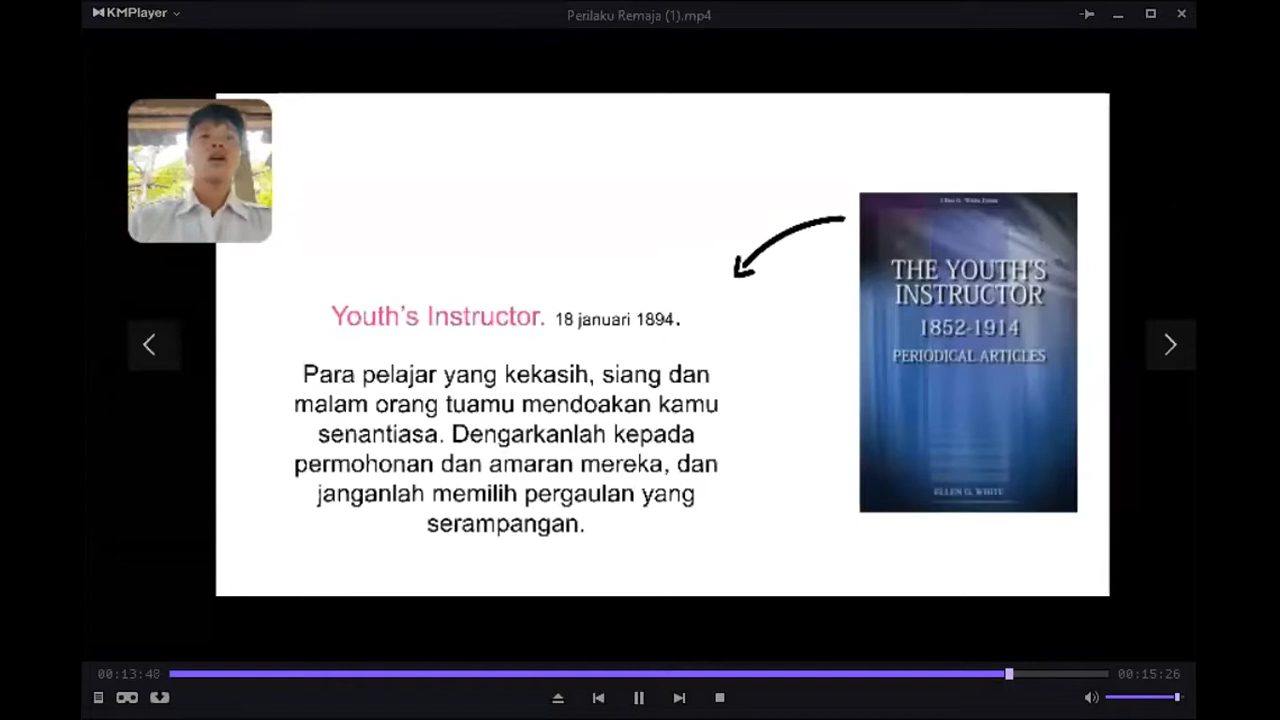 KMPlayer
Perilaku Remaja (1).mp4
THE YOUTH'S
INSTRUCTOR
1852-1914
PERIODICAL ARTICLES
ELLEN G. WHITE
Youth's Instructor. 18 januari 1894.
Para pelajar yang kekasih, siang dan
malam orang tuamu mendoakan kamu
senantiasa. Dengarkanlah kepada
permohonan dan amaran mereka, dan
janganlah memilih pergaulan yang
serampangan.
00:13:48
00:15:26